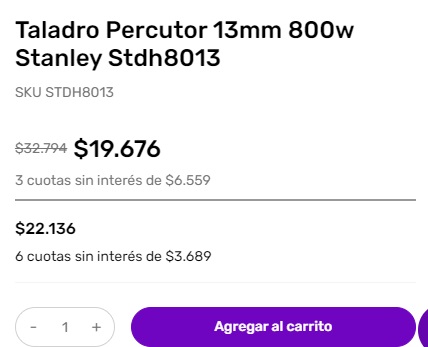 Taladro Percutor 13mm 800w
Stanley Stdh8013
SKU STDH8013
$32.794 $19.676
3 cuotas sin interés de $6.559
$22.136
6 cuotas sin interés de $3.689
- 1 +
Agregar al carrito